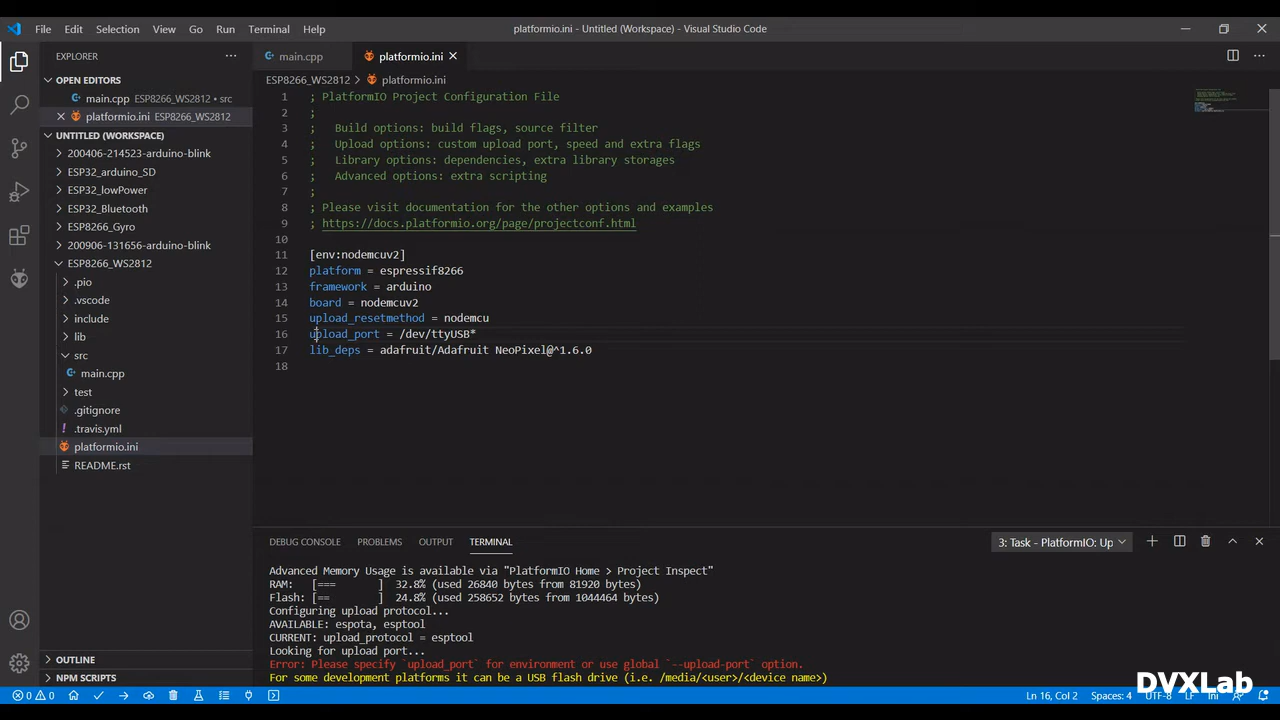 File Edit Selection View Go Run Terminal Help
platformio.ini - Untitled (Workspace) - Visual Studio Code
EXPLORER
OPEN EDITORS
main.cpp ESP8266_WS2812 • src
platformio.ini ESP8266_WS2812
UNTITLED (WORKSPACE)
200406-214523-arduino-blink
ESP32_arduino_SD
ESP32_lowPower
ESP32_Bluetooth
ESP8266_Gyro
200906-131656-arduino-blink
ESP8266_WS2812
.pio
.vscode
include
lib
src
main.cpp
test
.gitignore
.travis.yml
platformio.ini
README.rst
OUTLINE
NPM SCRIPTS
main.cpp platformio.ini
ESP8266_WS2812 > platformio.ini
1 ; PlatformIO Project Configuration File
2 ;
3 ; Build options: build flags, source filter
4 ; Upload options: custom upload port, speed and extra flags
5 ; Library options: dependencies, extra library storages
6 ; Advanced options: extra scripting
7 ;
8 ; Please visit documentation for the other options and examples
9 ; https://docs.platformio.org/page/projectconf.html
10
11 [env:nodemcuv2]
12 platform = espressif8266
13 framework = arduino
14 board = nodemcuv2
15 upload_resetmethod = nodemcu
16 upload_port = /dev/ttyUSB*
17 lib_deps = adafruit/Adafruit NeoPixel@^1.6.0
18
DEBUG CONSOLE PROBLEMS OUTPUT TERMINAL
3: Task - PlatformIO: Up
Advanced Memory Usage is available via "PlatformIO Home > Project Inspect"
RAM: [=== ] 32.8% (used 26840 bytes from 81920 bytes)
Flash: [== ] 24.8% (used 258652 bytes from 1044464 bytes)
Configuring upload protocol...
AVAILABLE: espota, esptool
CURRENT: upload_protocol = esptool
Looking for upload port...
Error: Please specify `upload_port` for environment or use global `--upload-port` option.
For some development platforms it can be a USB flash drive (i.e. /media/<user>/<device name>)
0 0
Ln 16, Col 2 Spaces: 4 UTF-8 LF Ini
DVXLab